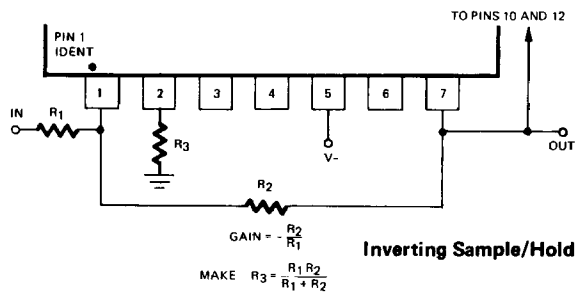 TO PINS 10 AND 12
PIN 1
IDENT
1 2 3 4 5 6 7
IN
R1
R3
V-
OUT
R2
GAIN = - R2/R1
Inverting Sample/Hold
MAKE R3 = R1 R2/R1 + R2